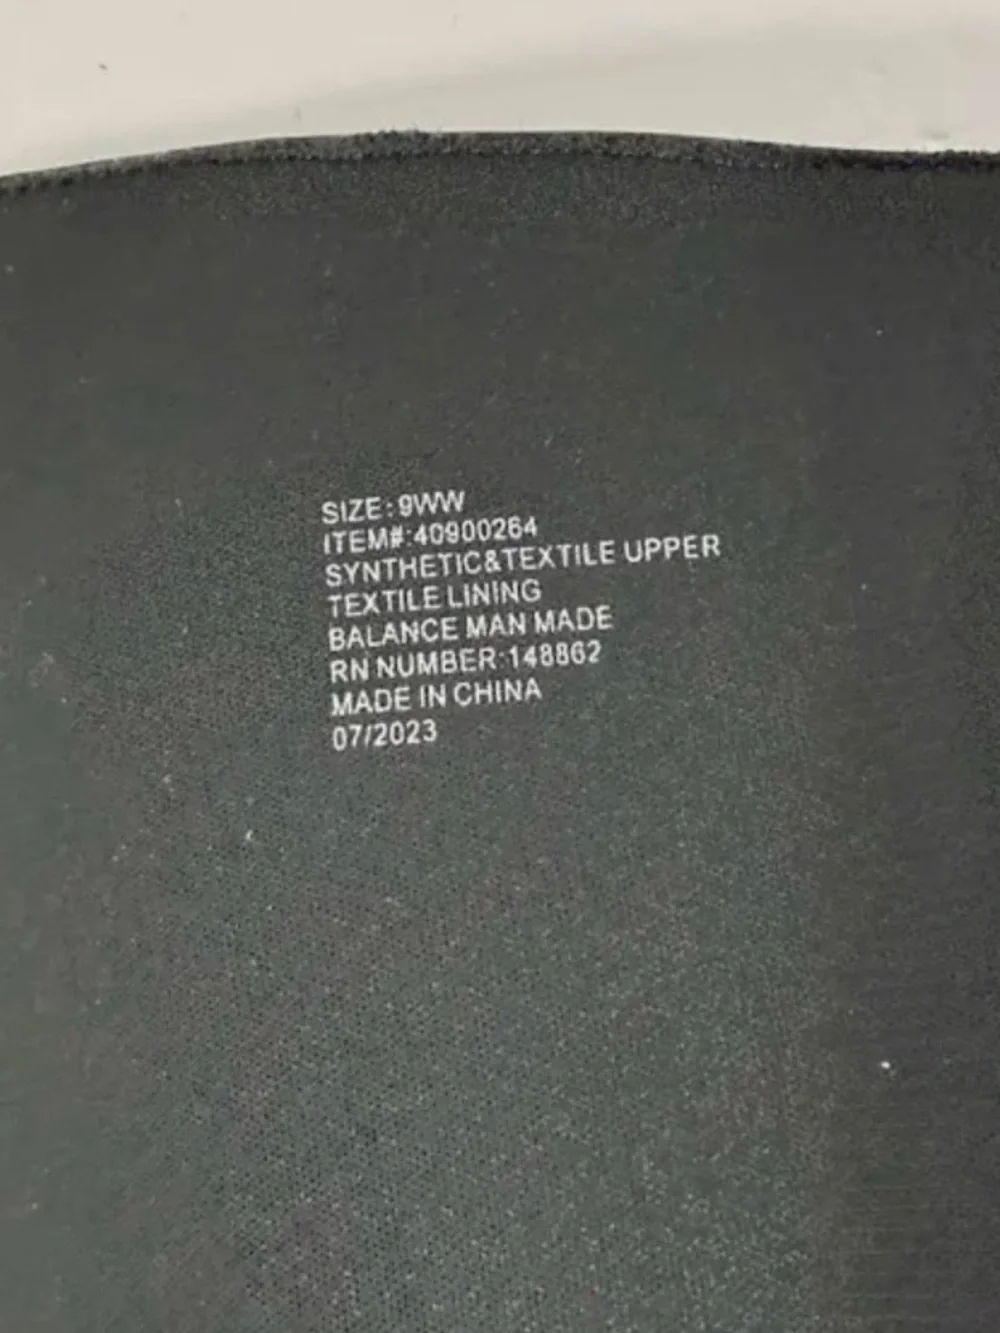 SIZE:9WW
ITEM#:40900264
SYNTHETIC&TEXTILE UPPER
TEXTILE LINING
BALANCE MAN MADE
RN NUMBER:148862
MADE IN CHINA
07/2023